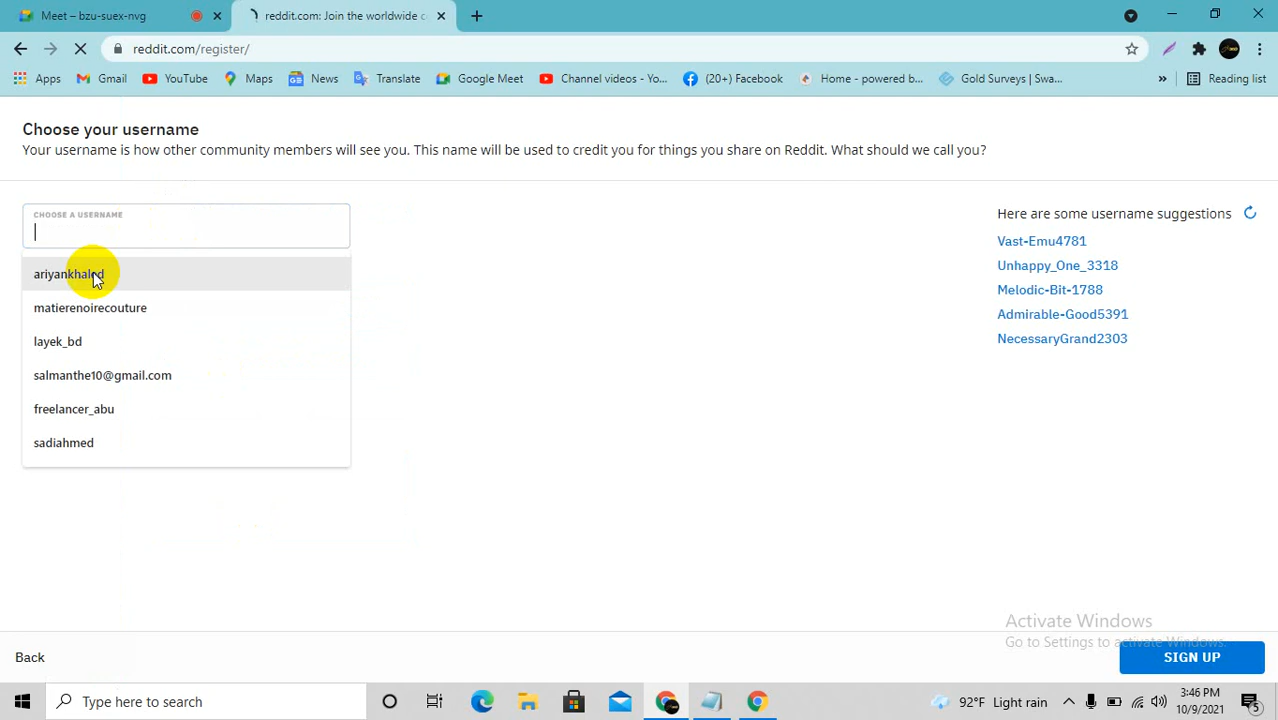 Meet – bzu-suex-nvg
reddit.com: Join the worldwide c
reddit.com/register/
Apps
Gmail
YouTube
Maps
News
Translate
Google Meet
Channel videos - Yo...
(20+) Facebook
Home - powered b...
Gold Surveys | Swa...
»
Reading list
Choose your username
Your username is how other community members will see you. This name will be used to credit you for things you share on Reddit. What should we call you?
CHOOSE A USERNAME
ariyankhaled
matierenoirecouture
layek_bd
salmanthe10@gmail.com
freelancer_abu
sadiahmed
Here are some username suggestions
Vast-Emu4781
Unhappy_One_3318
Melodic-Bit-1788
Admirable-Good5391
NecessaryGrand2303
Activate Windows
Go to Settings to activate Windows.
Back
SIGN UP
Type here to search
92°F Light rain
3:46 PM
10/9/2021
5